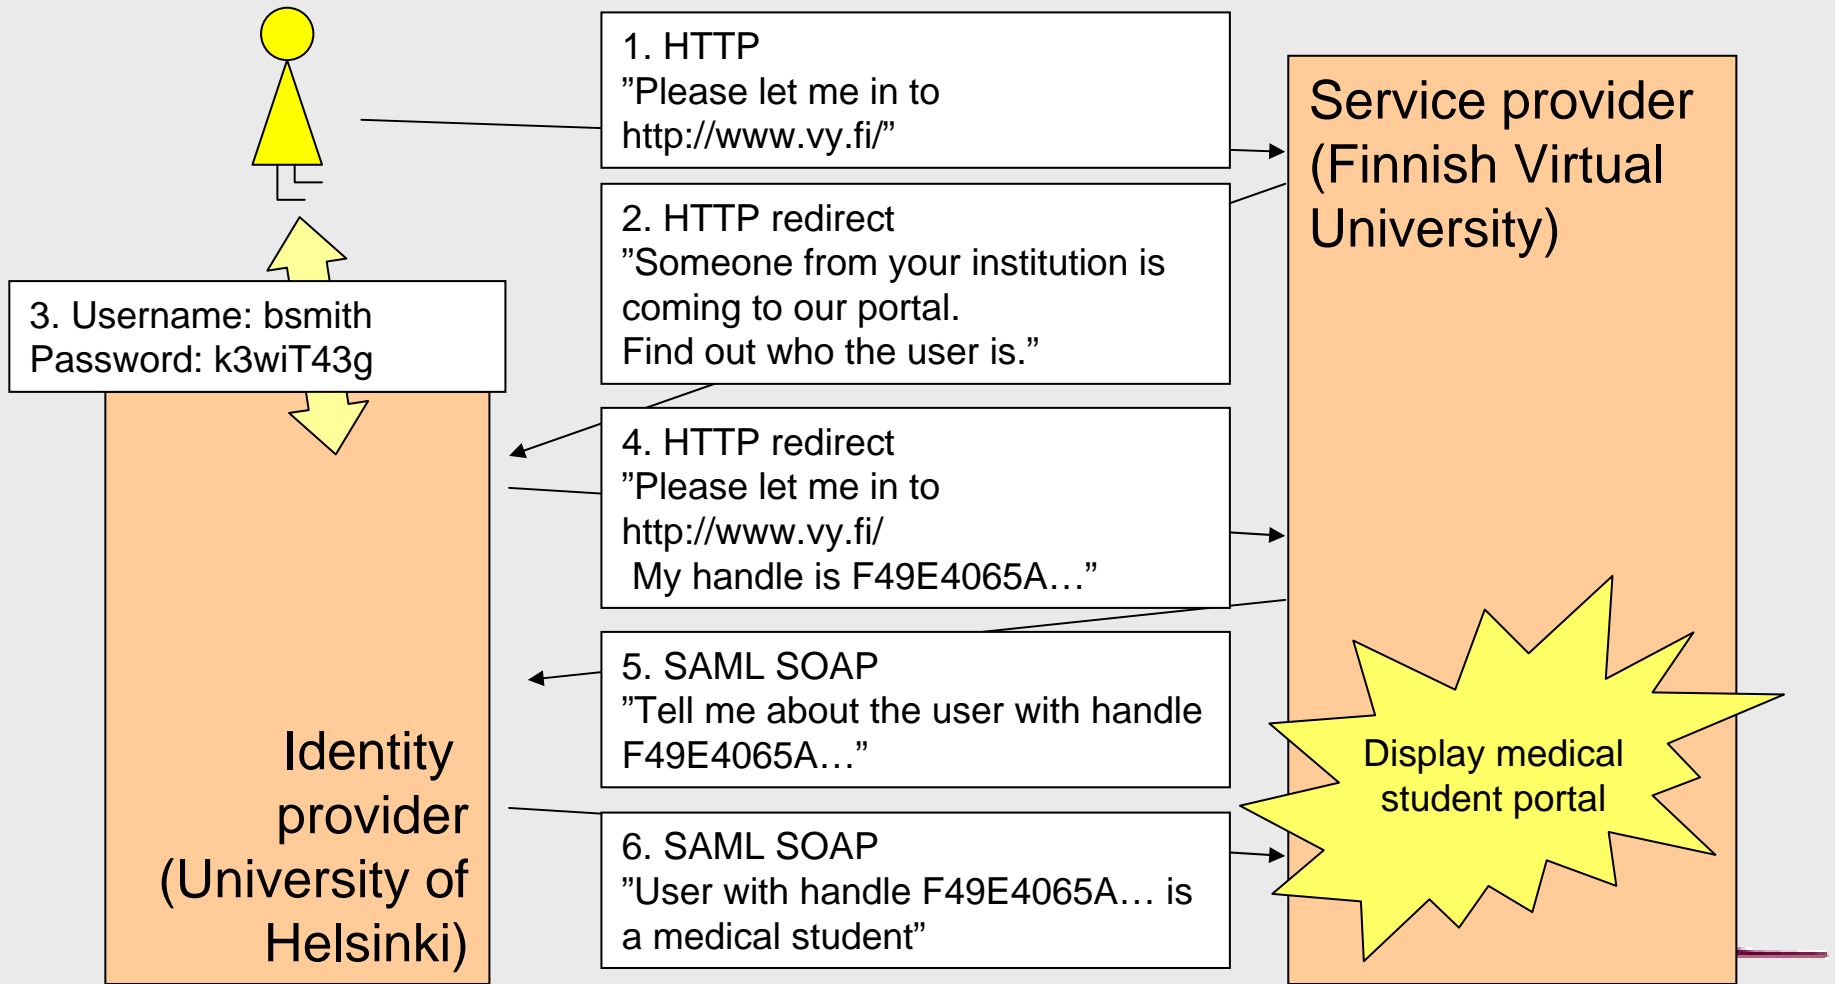 1. HTTP
”Please let me in to
http://www.vy.fi/”
Service provider
(Finnish Virtual
University)
2. HTTP redirect
”Someone from your institution is
coming to our portal.
Find out who the user is.”
3. Username: bsmith
Password: k3wiT43g
4. HTTP redirect
”Please let me in to
http://www.vy.fi/
My handle is F49E4065A…”
5. SAML SOAP
”Tell me about the user with handle
F49E4065A…”
Identity
provider
(University of
Helsinki)
6. SAML SOAP
”User with handle F49E4065A… is
a medical student”
Display medical
student portal